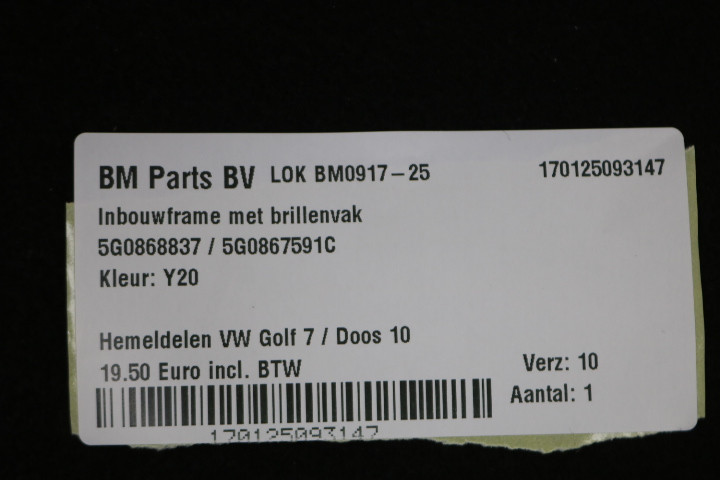 BM Parts BV LOK BM0917-25 170125093147
Inbouwframe met brillenvak
5G0868837 / 5G0867591C
Kleur: Y20
Hemeldelen VW Golf 7 / Doos 10
19.50 Euro incl. BTW Verz: 10
Aantal: 1
170125093147